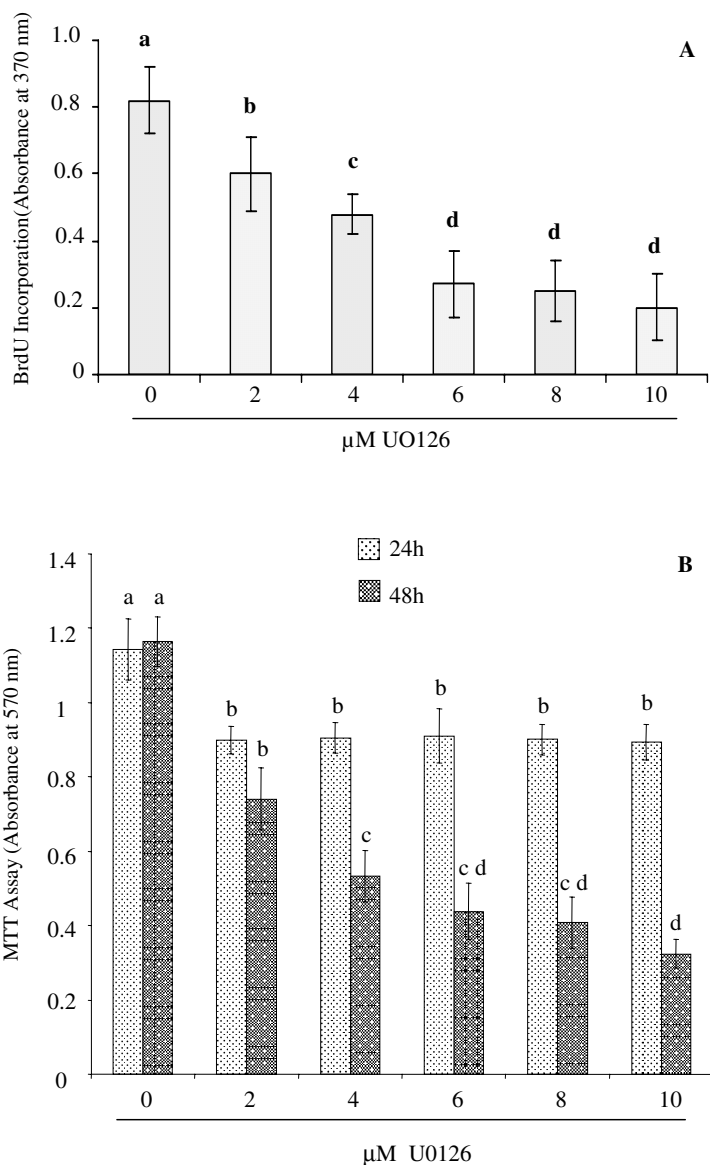 A
BrdU Incorporation(Absorbance at 370 nm)
1.0
0.8
0.6
0.4
0.2
0
a
b
c
d
d
d
0 2 4 6 8 10
µM UO126
B
24h
48h
MTT Assay (Absorbance at 570 nm)
1.4
1.2
1
0.8
0.6
0.4
0.2
0
a a
b b
b c
b c d
b c d
b d
0 2 4 6 8 10
µM U0126